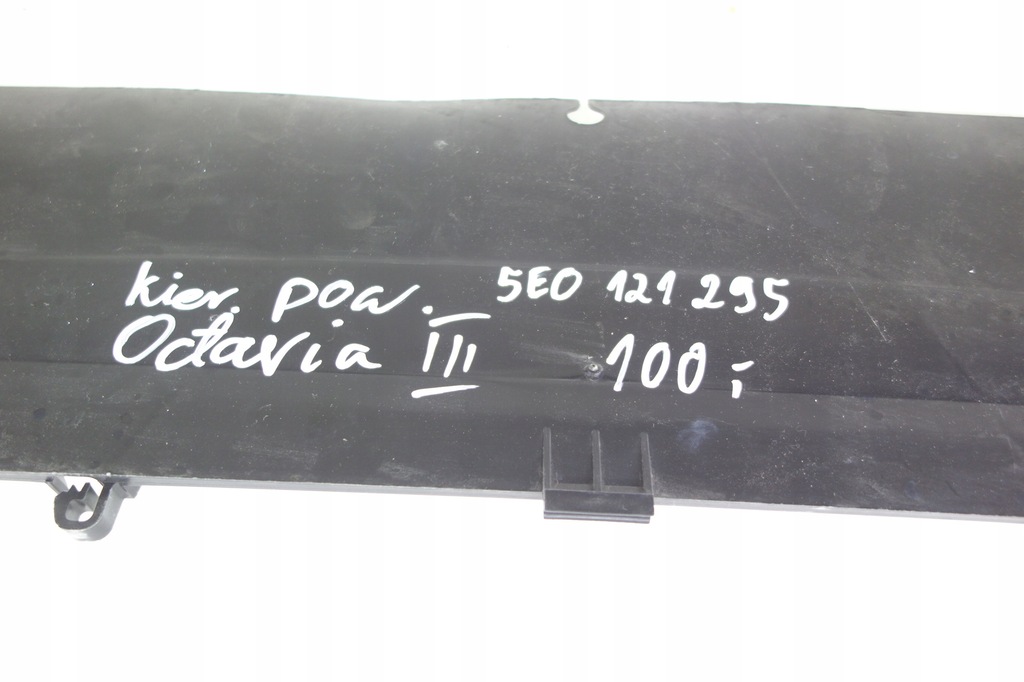 kier. pow. 5E0 121 295
Octavia III 100,-